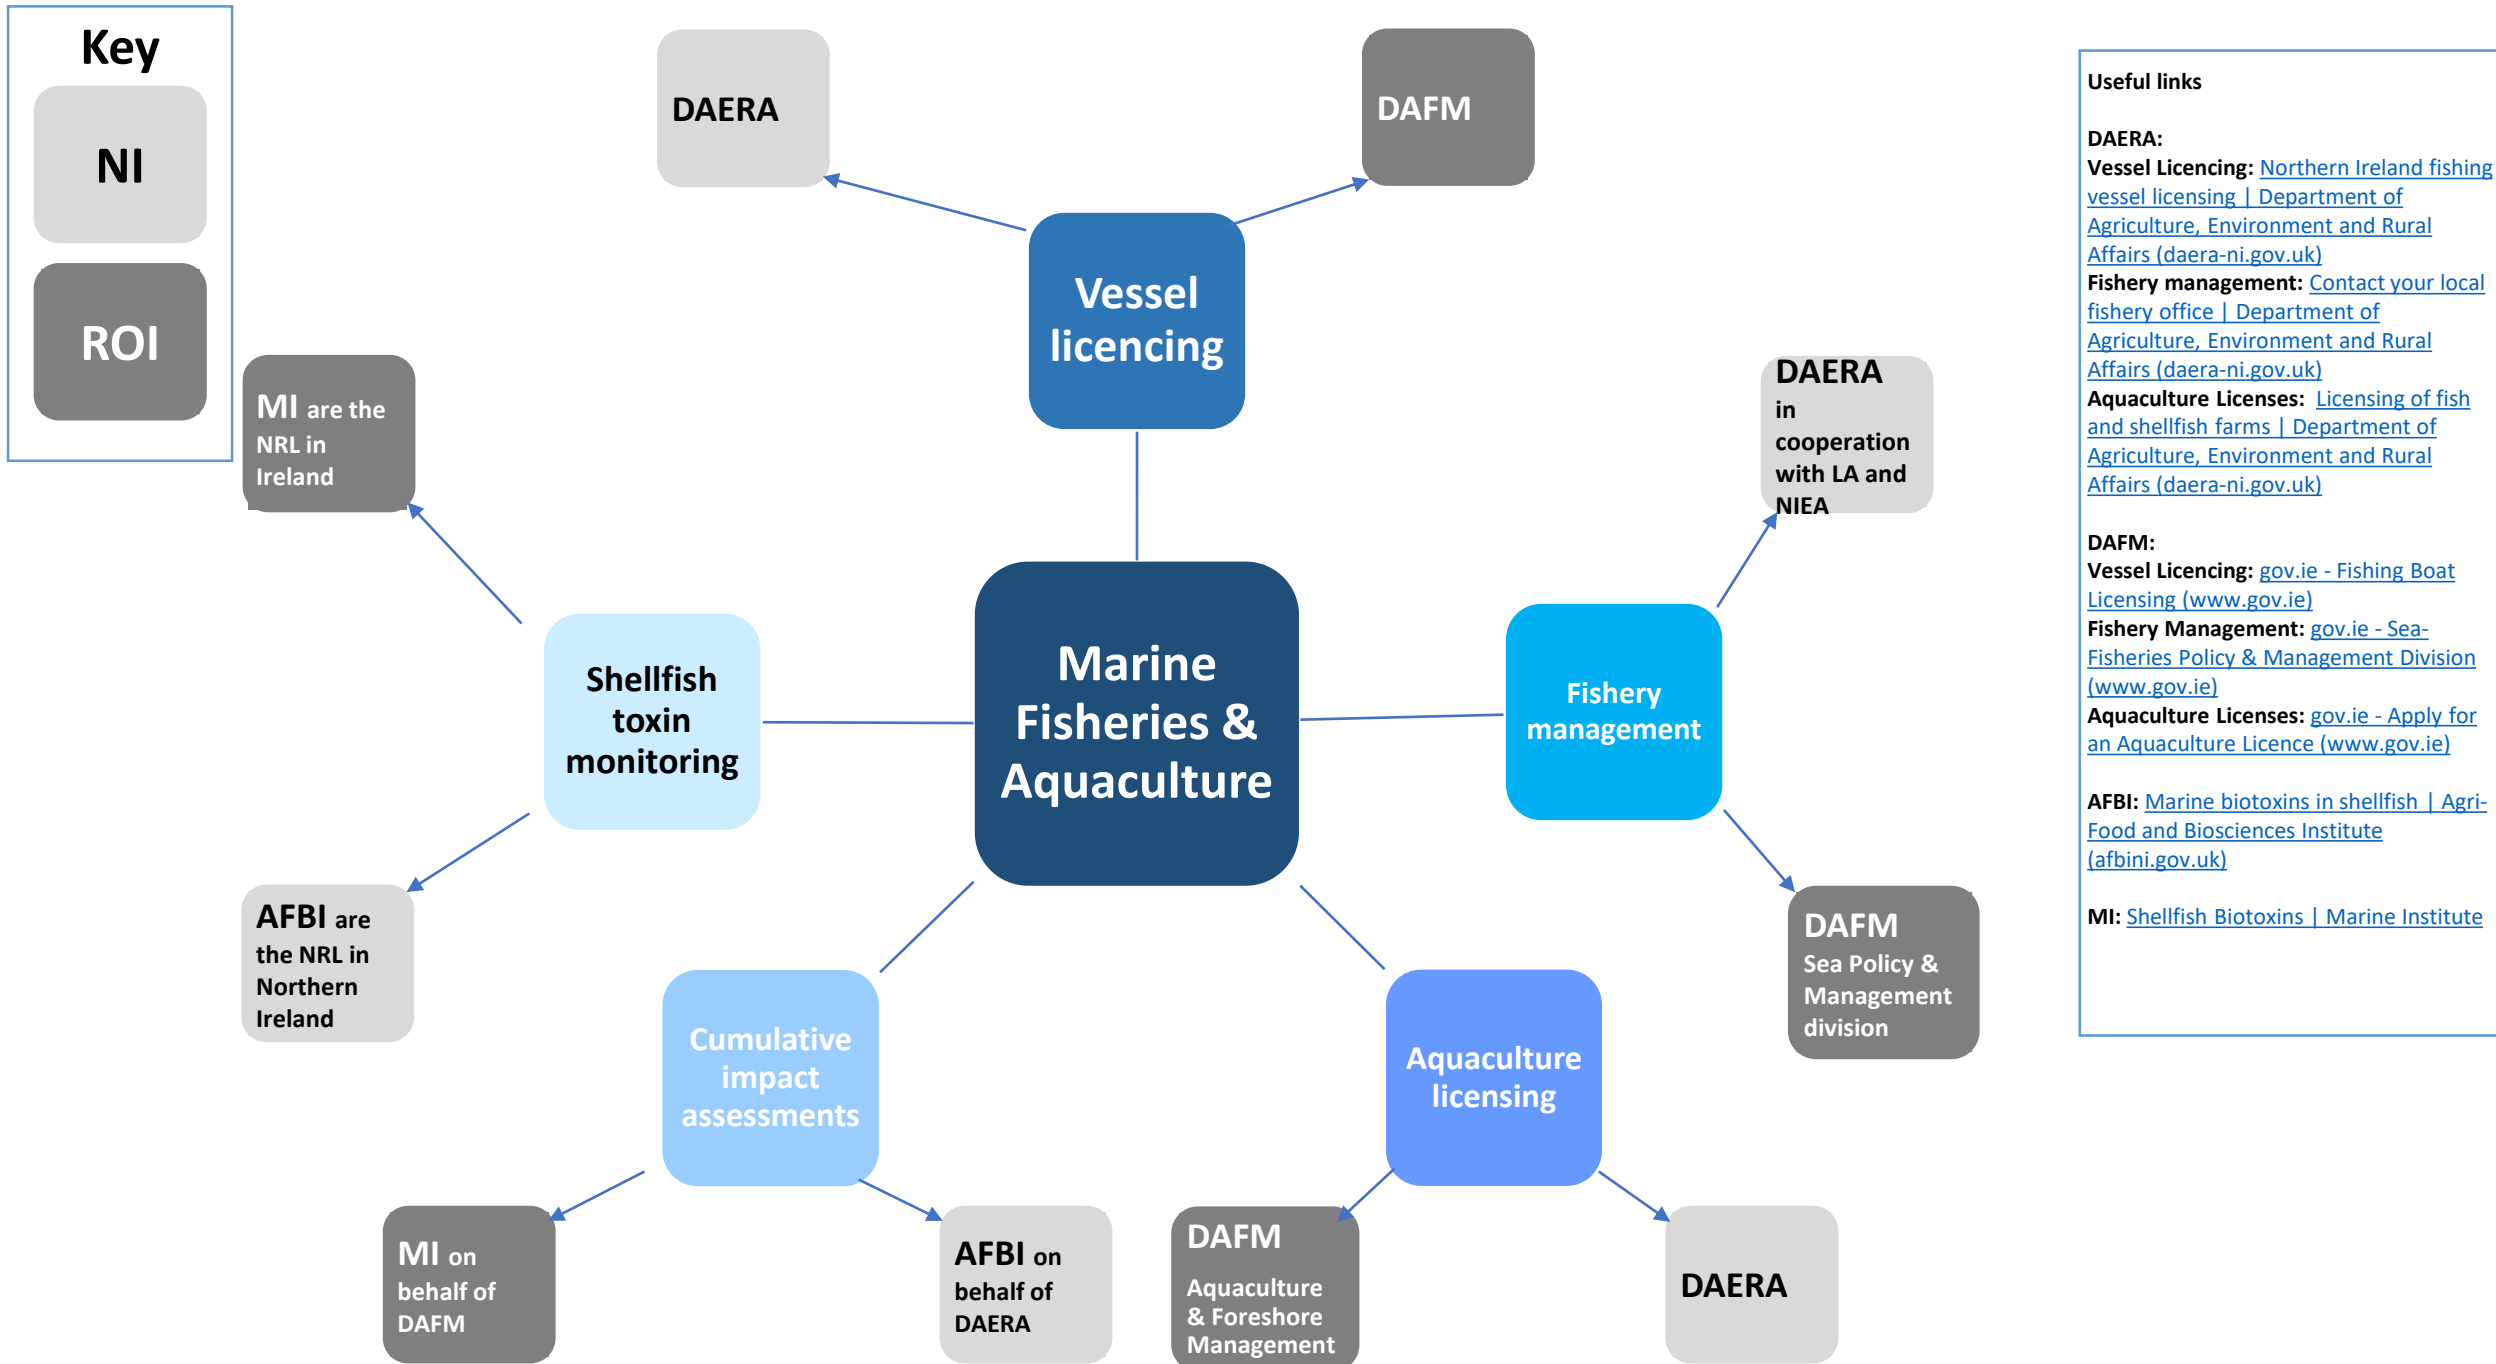 Key
NI
ROI
DAERA
DAFM
Vessel
licencing
MI are the
NRL in
Ireland
DAERA
in
cooperation
with LA and
NIEA
Shellfish
toxin
monitoring
Marine
Fisheries &
Aquaculture
Fishery
management
AFBI are
the NRL in
Northern
Ireland
DAFM
Sea Policy &
Management
division
Cumulative
impact
assessments
Aquaculture
licensing
MI on
behalf of
DAFM
AFBI on
behalf of
DAERA
DAFM
Aquaculture
& Foreshore
Management
DAERA
Useful links
DAERA:
Vessel Licencing: Northern Ireland fishing
vessel licensing | Department of
Agriculture, Environment and Rural
Affairs (daera-ni.gov.uk)
Fishery management: Contact your local
fishery office | Department of
Agriculture, Environment and Rural
Affairs (daera-ni.gov.uk)
Aquaculture Licenses: Licensing of fish
and shellfish farms | Department of
Agriculture, Environment and Rural
Affairs (daera-ni.gov.uk)
DAFM:
Vessel Licencing: gov.ie - Fishing Boat
Licensing (www.gov.ie)
Fishery Management: gov.ie - Sea-
Fisheries Policy & Management Division
(www.gov.ie)
Aquaculture Licenses: gov.ie - Apply for
an Aquaculture Licence (www.gov.ie)
AFBI: Marine biotoxins in shellfish | Agri-
Food and Biosciences Institute
(afbini.gov.uk)
MI: Shellfish Biotoxins | Marine Institute